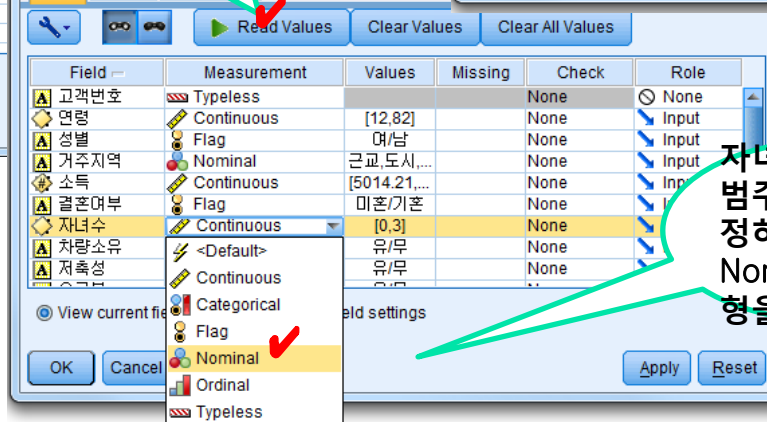 Read Values Clear Values Clear All Values
Field Measurement Values Missing Check Role
고객번호 Typeless None None
연령 Continuous [12,82] None Input
성별 Flag 여/남 None Input
거주지역 Nominal 근교,도시,... None Input
소득 Continuous [5014.21,... None
결혼여부 Flag 미혼/기혼 None
자녀수 Continuous [0,3] None
차량소유 유/무 None
저축성 유/무 None
<Default>
Continuous
Categorical
Flag
Nominal
Ordinal
Typeless
View current fie eld settings
OK Cancel Apply Reset
자녀
범주
정하
Nor
형을